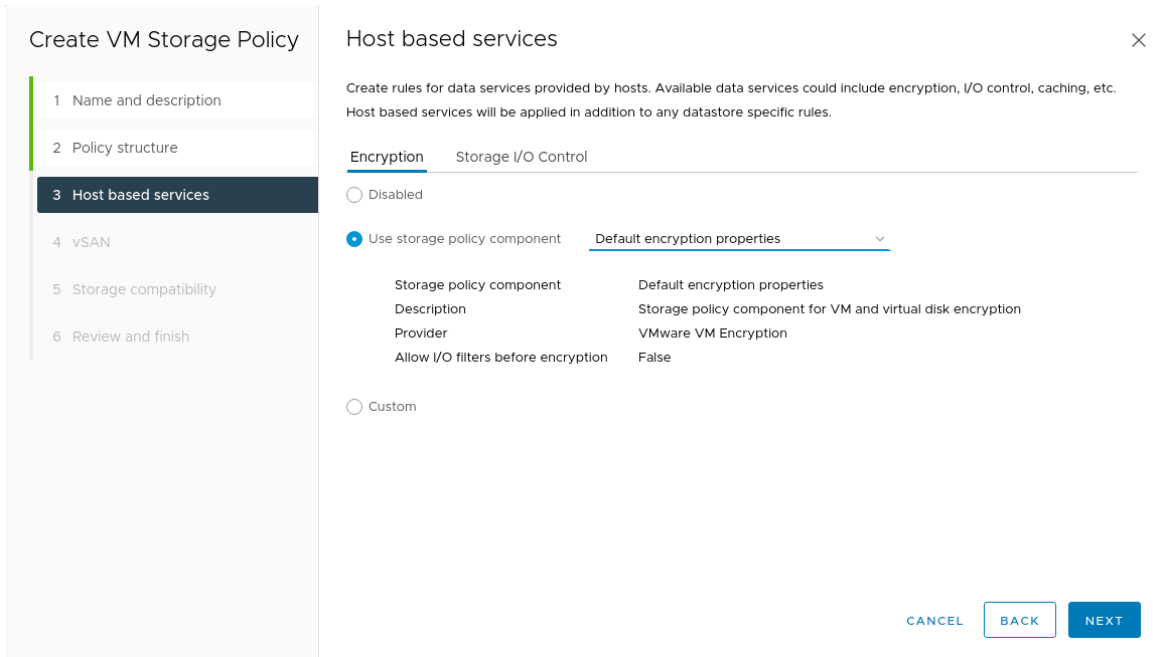 Create VM Storage Policy
1 Name and description
2 Policy structure
3 Host based services
4 vSAN
5 Storage compatibility
6 Review and finish
Host based services
Create rules for data services provided by hosts. Available data services could include encryption, I/O control, caching, etc.
Host based services will be applied in addition to any datastore specific rules.
Encryption Storage I/O Control
Disabled
Use storage policy component Default encryption properties
Storage policy component Default encryption properties
Description Storage policy component for VM and virtual disk encryption
Provider VMware VM Encryption
Allow I/O filters before encryption False
Custom
CANCEL BACK NEXT